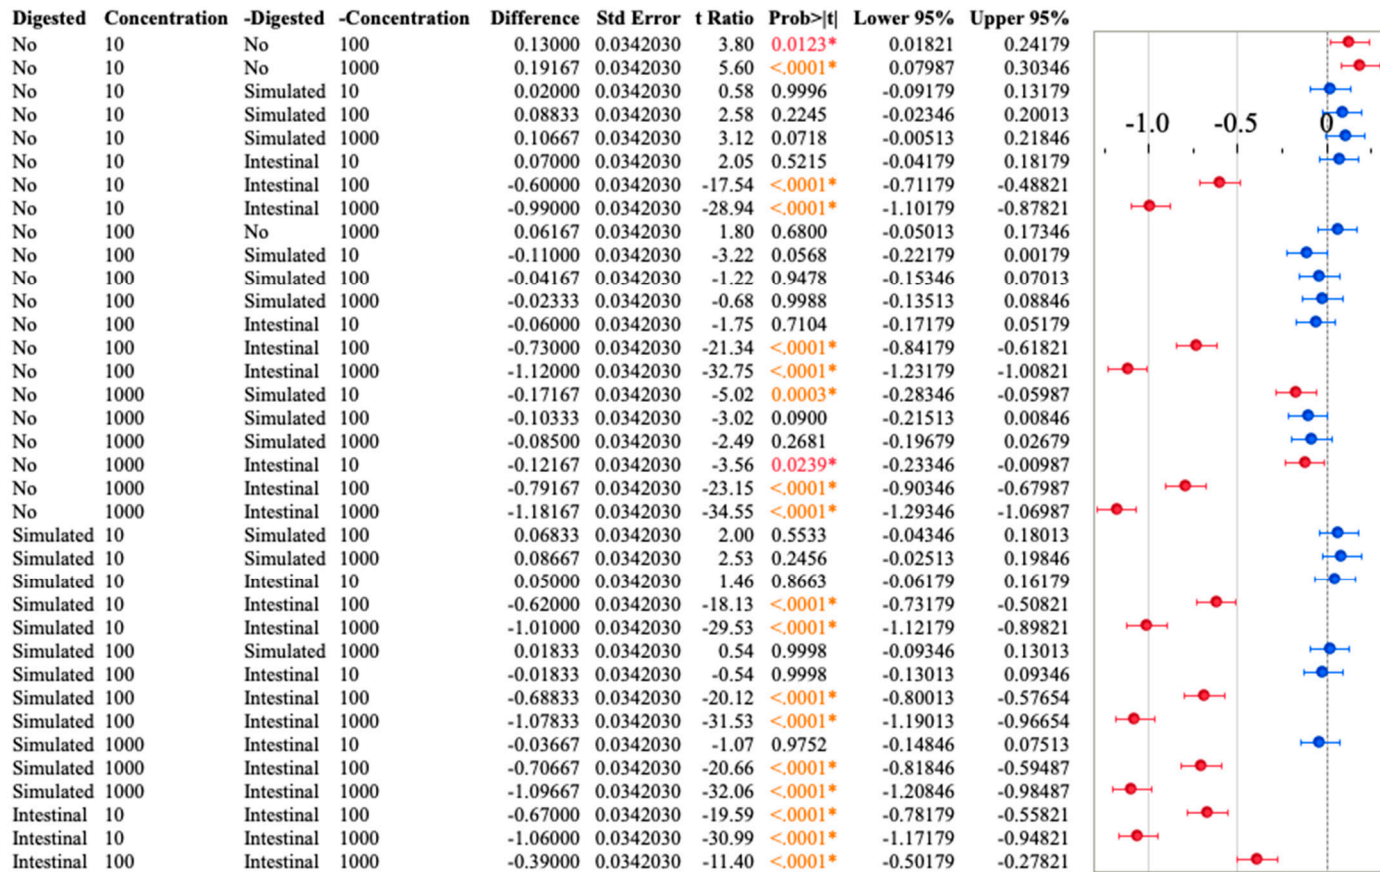 Digested Concentration -Digested -Concentration Difference Std Error t Ratio Prob>|t| Lower 95% Upper 95%
No 10 No 100 0.13000 0.0342030 3.80 0.0123* 0.01821 0.24179
No 10 No 1000 0.19167 0.0342030 5.60 <.0001* 0.07987 0.30346
No 10 Simulated 10 0.02000 0.0342030 0.58 0.9996 -0.09179 0.13179
No 10 Simulated 100 0.08833 0.0342030 2.58 0.2245 -0.02346 0.20013
No 10 Simulated 1000 0.10667 0.0342030 3.12 0.0718 -0.00513 0.21846
-1.0 -0.5 0
No 10 Intestinal 10 0.07000 0.0342030 2.05 0.5215 -0.04179 0.18179
No 10 Intestinal 100 -0.60000 0.0342030 -17.54 <.0001* -0.71179 -0.48821
No 10 Intestinal 1000 -0.99000 0.0342030 -28.94 <.0001* -1.10179 -0.87821
No 100 No 1000 0.06167 0.0342030 1.80 0.6800 -0.05013 0.17346
No 100 Simulated 10 -0.11000 0.0342030 -3.22 0.0568 -0.22179 0.00179
No 100 Simulated 100 -0.04167 0.0342030 -1.22 0.9478 -0.15346 0.07013
No 100 Simulated 1000 -0.02333 0.0342030 -0.68 0.9988 -0.13513 0.08846
No 100 Intestinal 10 -0.06000 0.0342030 -1.75 0.7104 -0.17179 0.05179
No 100 Intestinal 100 -0.73000 0.0342030 -21.34 <.0001* -0.84179 -0.61821
No 100 Intestinal 1000 -1.12000 0.0342030 -32.75 <.0001* -1.23179 -1.00821
No 1000 Simulated 10 -0.17167 0.0342030 -5.02 0.0003* -0.28346 -0.05987
No 1000 Simulated 100 -0.10333 0.0342030 -3.02 0.0900 -0.21513 0.00846
No 1000 Simulated 1000 -0.08500 0.0342030 -2.49 0.2681 -0.19679 0.02679
No 1000 Intestinal 10 -0.12167 0.0342030 -3.56 0.0239* -0.23346 -0.00987
No 1000 Intestinal 100 -0.79167 0.0342030 -23.15 <.0001* -0.90346 -0.67987
No 1000 Intestinal 1000 -1.18167 0.0342030 -34.55 <.0001* -1.29346 -1.06987
Simulated 10 Simulated 100 0.06833 0.0342030 2.00 0.5533 -0.04346 0.18013
Simulated 10 Simulated 1000 0.08667 0.0342030 2.53 0.2456 -0.02513 0.19846
Simulated 10 Intestinal 10 0.05000 0.0342030 1.46 0.8663 -0.06179 0.16179
Simulated 10 Intestinal 100 -0.62000 0.0342030 -18.13 <.0001* -0.73179 -0.50821
Simulated 10 Intestinal 1000 -1.01000 0.0342030 -29.53 <.0001* -1.12179 -0.89821
Simulated 100 Simulated 1000 0.01833 0.0342030 0.54 0.9998 -0.09346 0.13013
Simulated 100 Intestinal 10 -0.01833 0.0342030 -0.54 0.9998 -0.13013 0.09346
Simulated 100 Intestinal 100 -0.68833 0.0342030 -20.12 <.0001* -0.80013 -0.57654
Simulated 100 Intestinal 1000 -1.07833 0.0342030 -31.53 <.0001* -1.19013 -0.96654
Simulated 1000 Intestinal 10 -0.03667 0.0342030 -1.07 0.9752 -0.14846 0.07513
Simulated 1000 Intestinal 100 -0.70667 0.0342030 -20.66 <.0001* -0.81846 -0.59487
Simulated 1000 Intestinal 1000 -1.09667 0.0342030 -32.06 <.0001* -1.20846 -0.98487
Intestinal 10 Intestinal 100 -0.67000 0.0342030 -19.59 <.0001* -0.78179 -0.55821
Intestinal 10 Intestinal 1000 -1.06000 0.0342030 -30.99 <.0001* -1.17179 -0.94821
Intestinal 100 Intestinal 1000 -0.39000 0.0342030 -11.40 <.0001* -0.50179 -0.27821